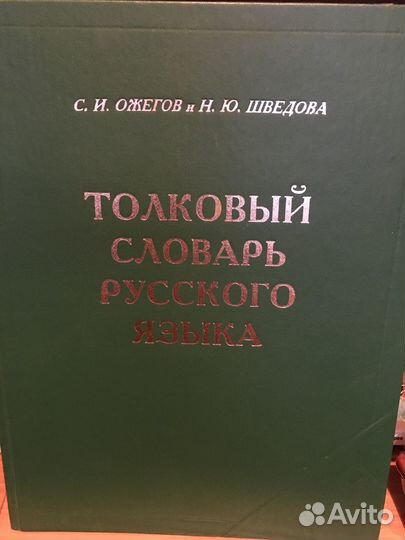 С. И. ОЖЕГОВ и Н. Ю. ШВЕДОВА
ТОЛКОВЫЙ
СЛОВАРЬ
РУССКОГО
ЯЗЫКА
Avito